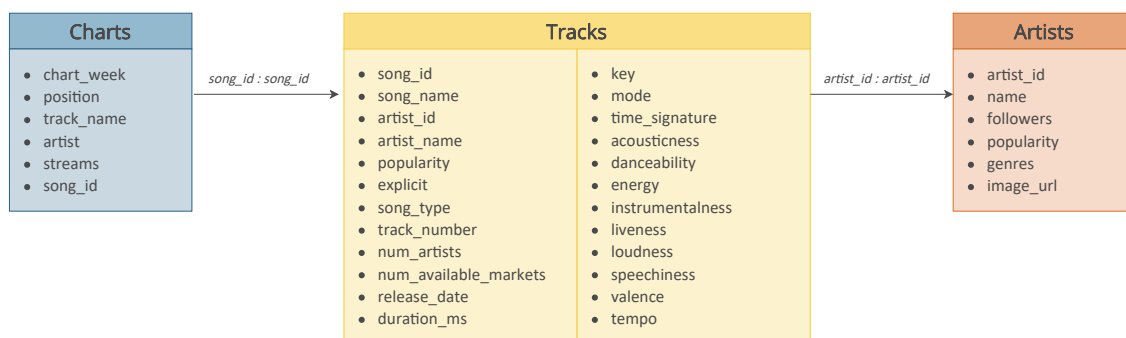 Charts
• chart_week
• position
• track_name
• artist
• streams
• song_id
song_id : song_id
Tracks
• song_id
• song_name
• artist_id
• artist_name
• popularity
• explicit
• song_type
• track_number
• num_artists
• num_available_markets
• release_date
• duration_ms
• key
• mode
• time_signature
• acousticness
• danceability
• energy
• instrumentalness
• liveness
• loudness
• speechiness
• valence
• tempo
artist_id : artist_id
Artists
• artist_id
• name
• followers
• popularity
• genres
• image_url